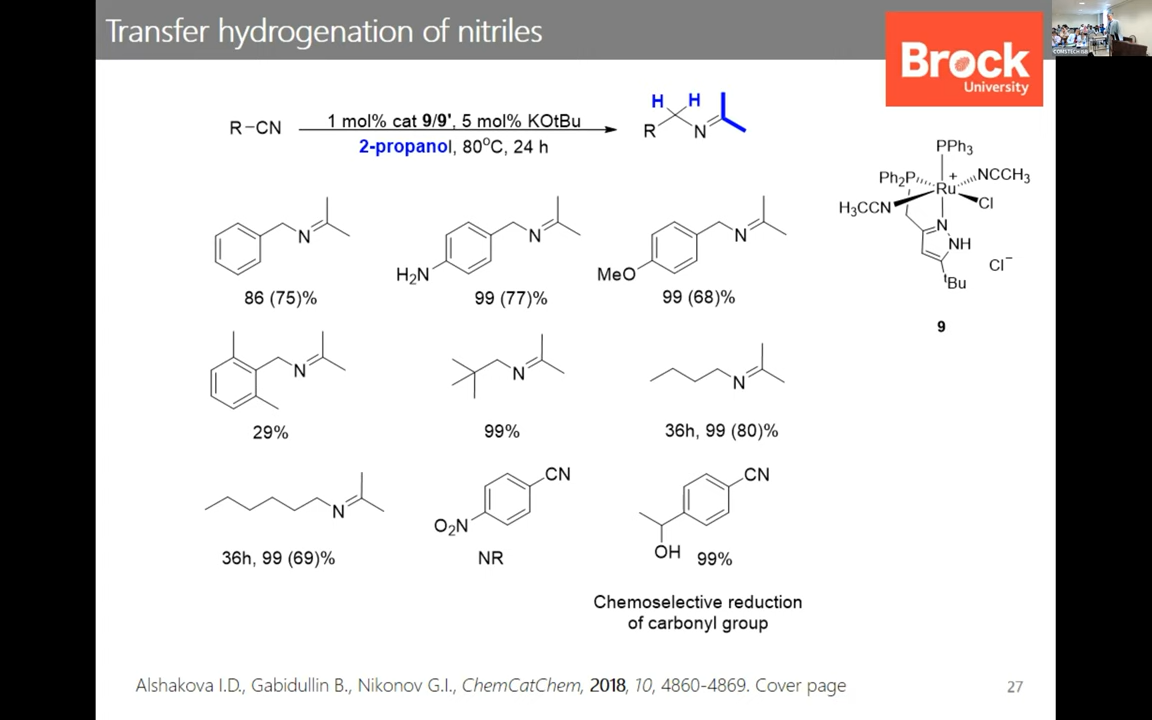 Transfer hydrogenation of nitriles
Brock
University
COMSTECH ISB
R−CN
1 mol% cat 9/9', 5 mol% KOtBu
2-propanol, 80°C, 24 h
H H
R N
PPh₃
Ph₂P
+
NCCH₃
Ru
H₃CCN
Cl
N
NH
Cl⁻
ᵗBu
9
N
86 (75)%
N
H₂N
99 (77)%
N
MeO
99 (68)%
N
29%
N
99%
N
36h, 99 (80)%
N
36h, 99 (69)%
CN
O₂N
NR
CN
OH
99%
Chemoselective reduction
of carbonyl group
Alshakova I.D., Gabidullin B., Nikonov G.I., ChemCatChem, 2018, 10, 4860-4869. Cover page
27